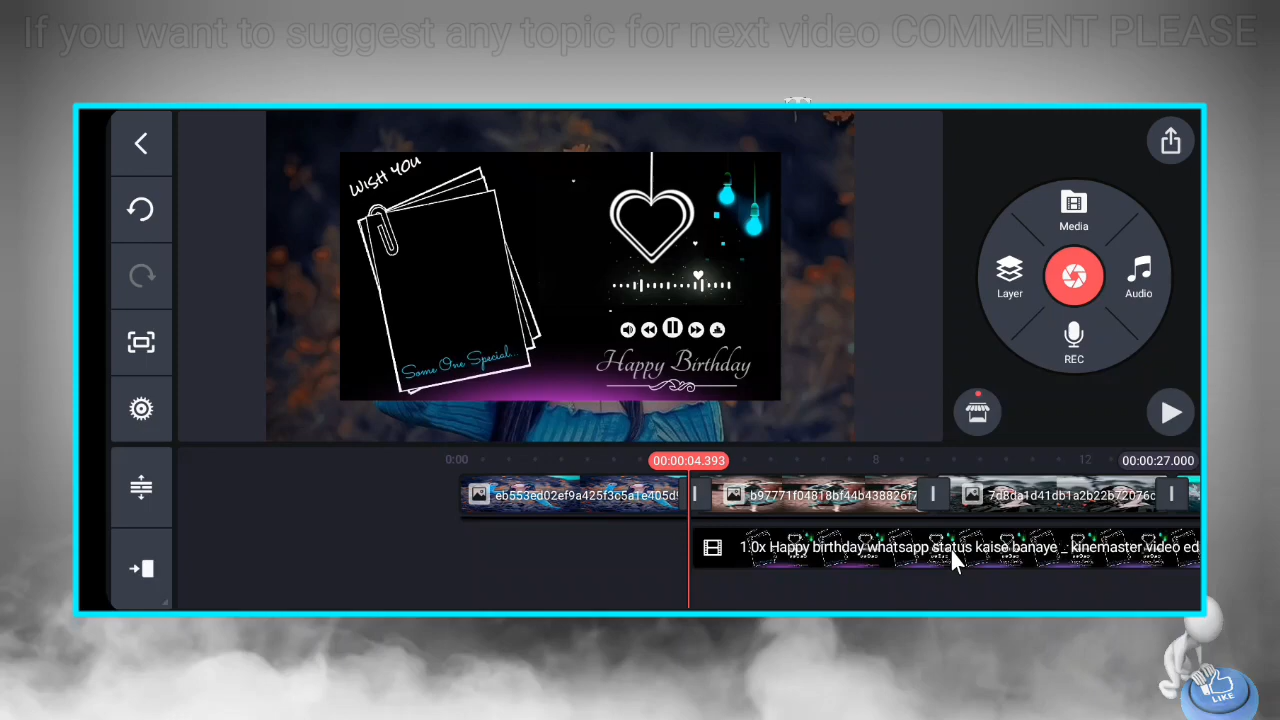 If you want to suggest any topic for next video COMMENT PLEASE
WISH YOU
Some One Special...
Happy Birthday
Media
Layer
Audio
REC
0:00
00:00:04.393
8
12
00:00:27.000
eb553ed02ef9a425f3c5a1e405d
b97771f04818bf44b438826f7
7d8da1d41db1a2b22b72076c
1.0x Happy birthday whatsapp status kaise banaye _ kinemaster video ed
LIKE